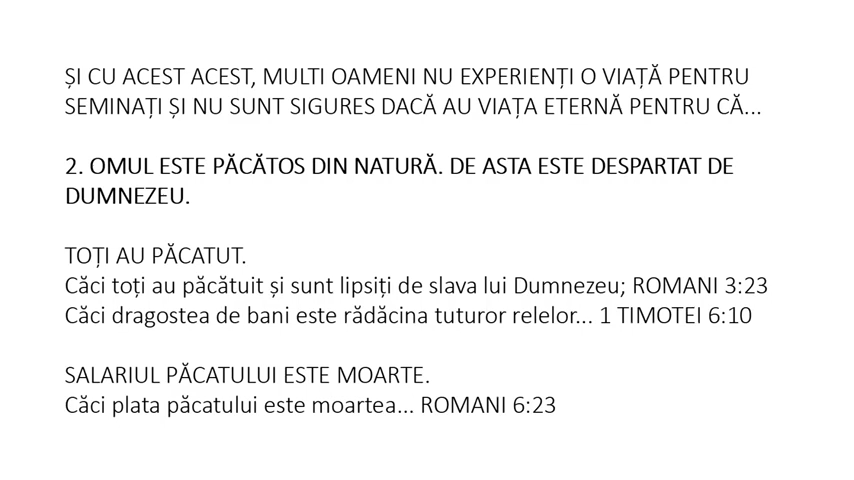 ȘI CU ACEST ACEST, MULTI OAMENI NU EXPERIENȚI O VIAȚĂ PENTRU
SEMINAȚI ȘI NU SUNT SIGURES DACĂ AU VIAȚA ETERNĂ PENTRU CĂ...
2. OMUL ESTE PĂCĂTOS DIN NATURĂ. DE ASTA ESTE DESPARTAT DE
DUMNEZEU.
TOȚI AU PĂCATUT.
Căci toți au păcătuit și sunt lipsiți de slava lui Dumnezeu; ROMANI 3:23
Căci dragostea de bani este rădăcina tuturor relelor... 1 TIMOTEI 6:10
SALARIUL PĂCATULUI ESTE MOARTE.
Căci plata păcatului este moartea... ROMANI 6:23